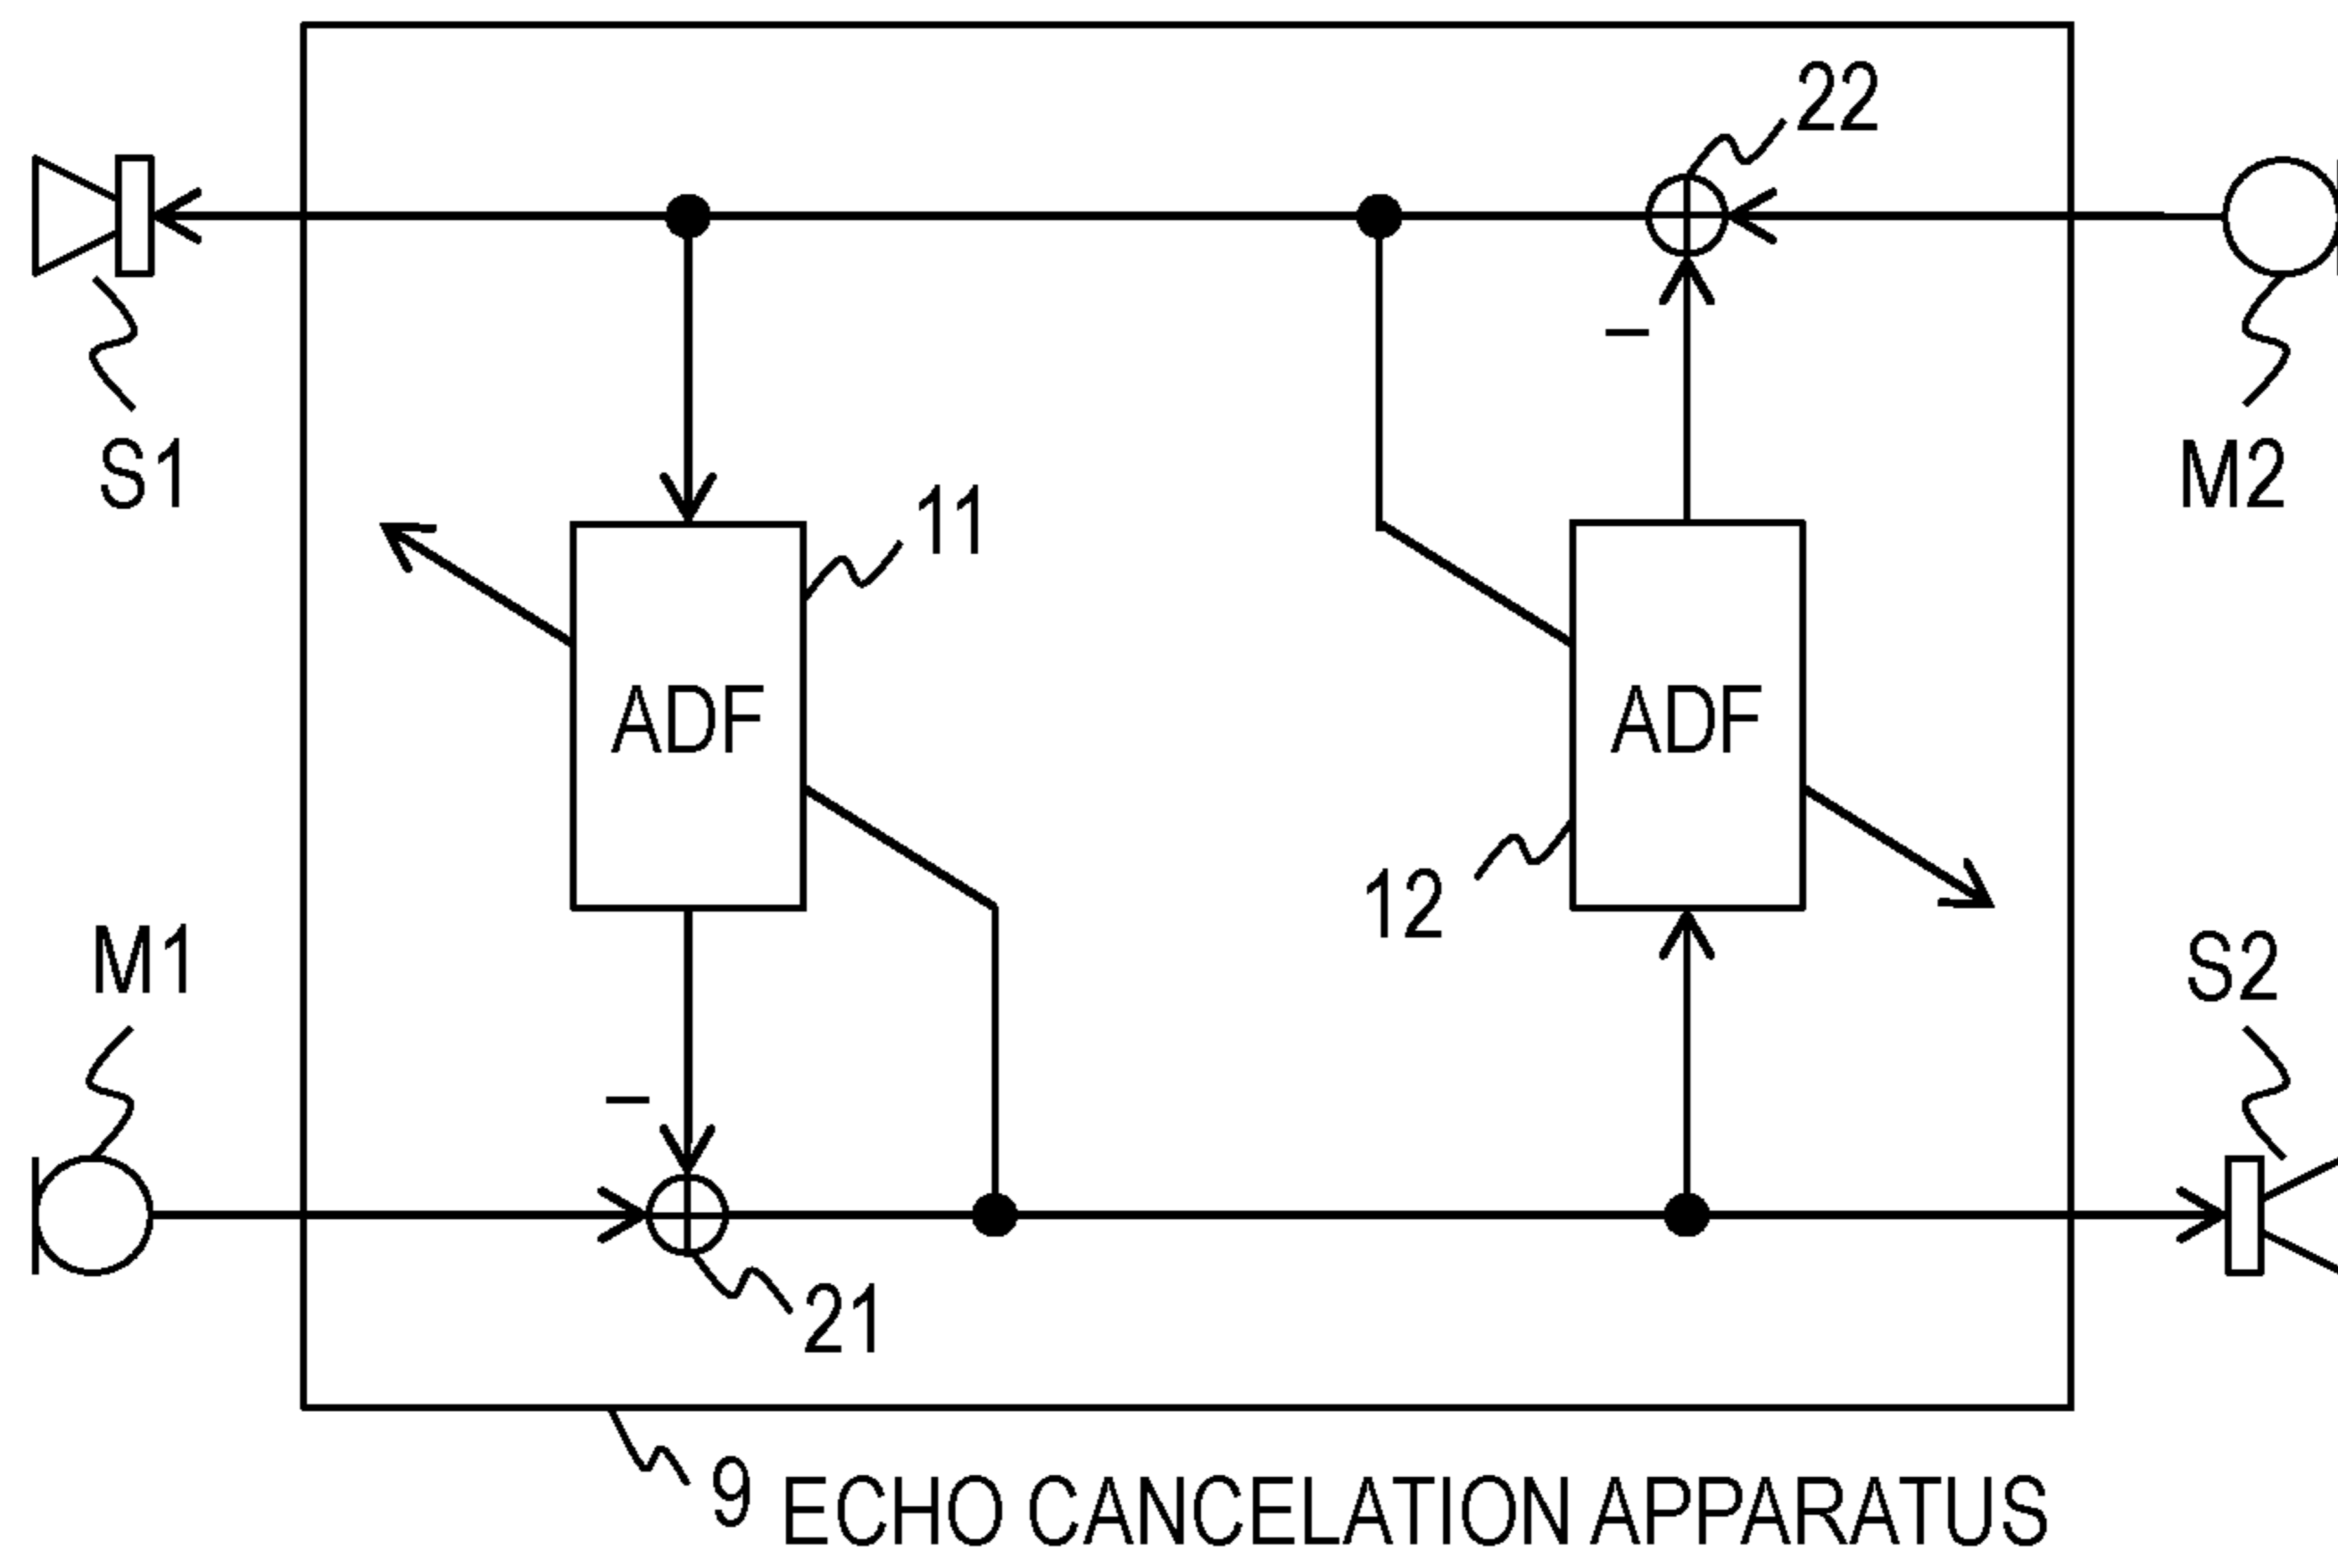 22
S1
M2
11
ADF
ADF
12
M1
S2
–
–
21
9 ECHO CANCELATION APPARATUS